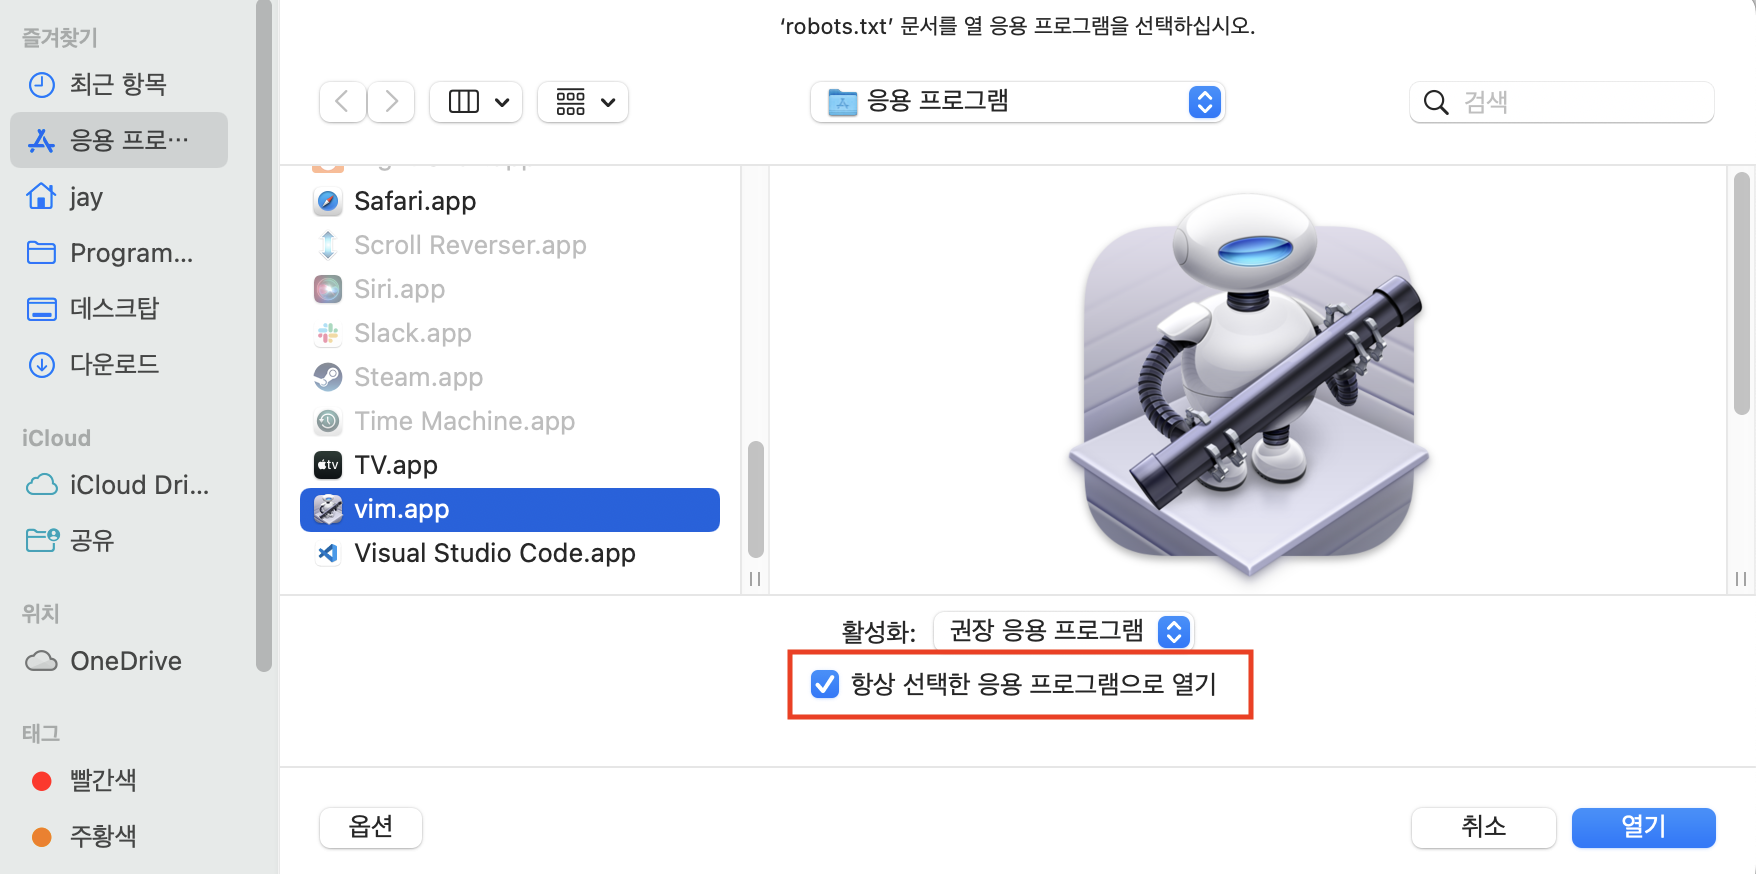 ‘robots.txt’ 문서를 열 응용 프로그램을 선택하십시오.
즐겨찾기
최근 항목
응용 프로…
jay
Program...
데스크탑
다운로드
iCloud
iCloud Dri...
공유
위치
OneDrive
태그
빨간색
주황색
응용 프로그램
검색
Safari.app
Scroll Reverser.app
Siri.app
Slack.app
Steam.app
Time Machine.app
tv
TV.app
vim.app
Visual Studio Code.app
활성화: 권장 응용 프로그램
항상 선택한 응용 프로그램으로 열기
옵션
취소
열기